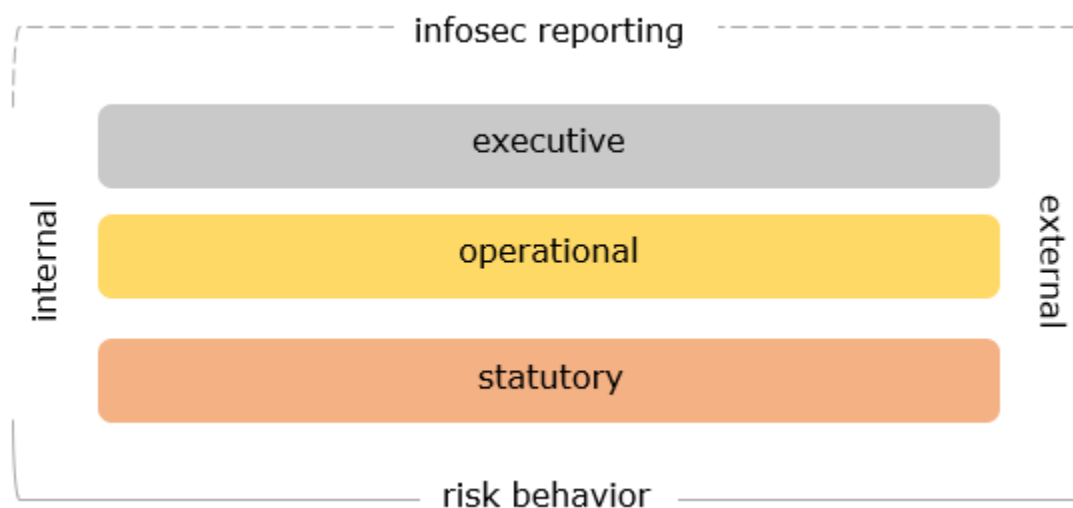 infosec reporting
executive
internal
operational
external
statutory
risk behavior